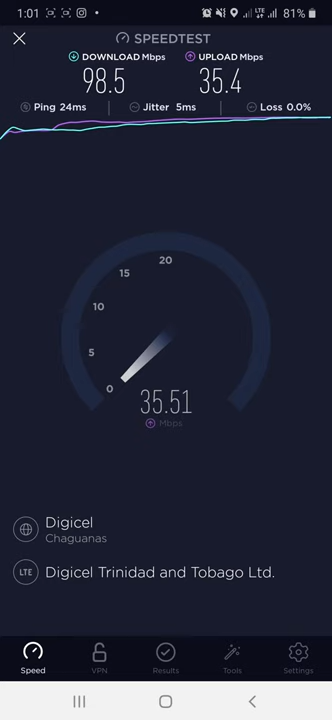 1:01
LTE
81%
SPEEDTEST
DOWNLOAD Mbps
UPLOAD Mbps
98.5
35.4
Ping 24ms
Jitter 5ms
Loss 0.0%
20
15
10
5
0
35.51
Mbps
Digicel
Chaguanas
LTE
Digicel Trinidad and Tobago Ltd.
Speed
VPN
Results
Tools
Settings